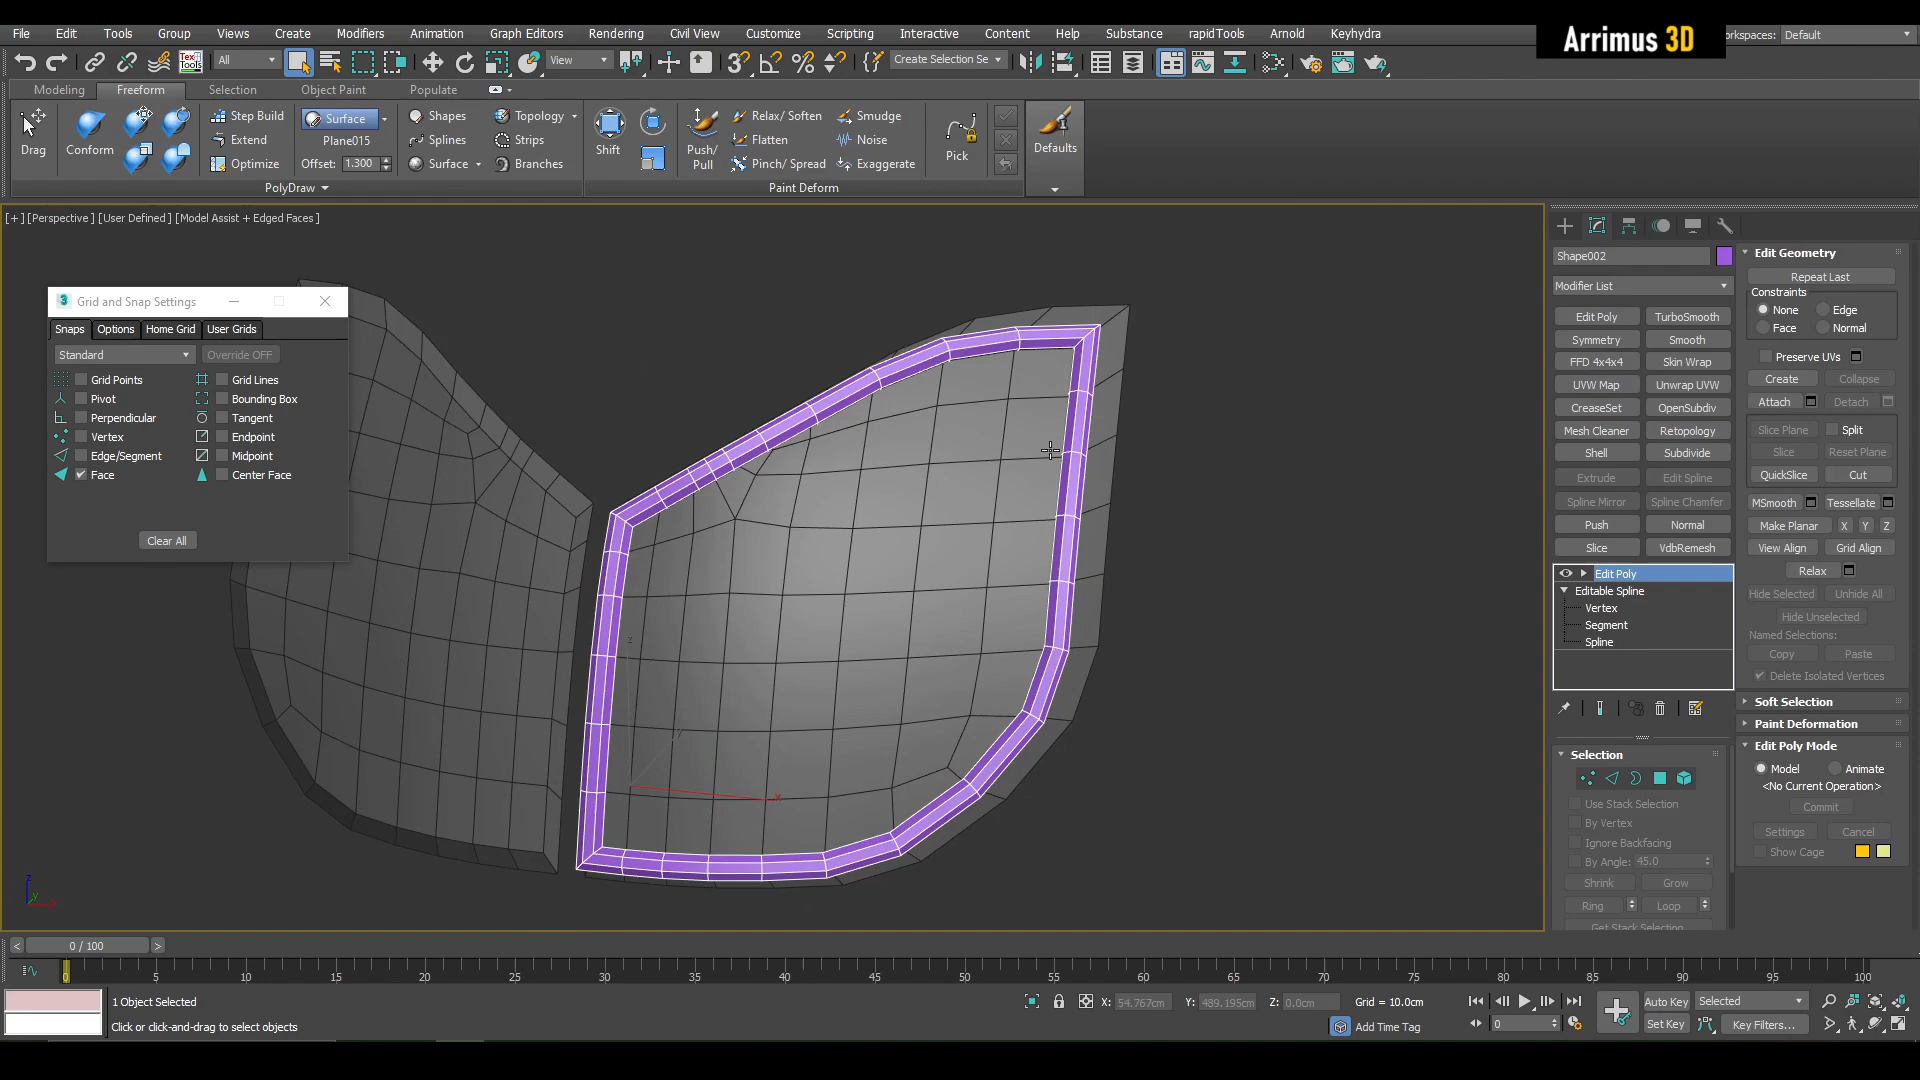 File Edit Tools Group Views Create Modifiers Animation Graph Editors Rendering Civil View Customize Scripting Interactive Content Help Substance rapidTools Arnold Keyhydra
Arrimus 3D
orkspaces: Default
TexTools All View Create Selection Se
Modeling Freeform Selection Object Paint Populate
Drag
Conform
Step Build
Extend
Optimize
Surface
Plane015
Offset: 1.300
Shapes
Splines
Surface
Topology
Strips
Branches
PolyDraw
Shift
Push/
Pull
Relax/ Soften
Flatten
Pinch/ Spread
Smudge
Noise
Exaggerate
Pick
Paint Deform
Defaults
[+] [Perspective ] [User Defined ] [Model Assist + Edged Faces ]
3 Grid and Snap Settings
Snaps Options Home Grid User Grids
Standard Override OFF
Grid Points Grid Lines
Pivot Bounding Box
Perpendicular Tangent
Vertex Endpoint
Edge/Segment Midpoint
Face Center Face
Clear All
z
x
z
y
x
Shape002
Modifier List
Edit Poly TurboSmooth
Symmetry Smooth
FFD 4x4x4 Skin Wrap
UVW Map Unwrap UVW
CreaseSet OpenSubdiv
Mesh Cleaner Retopology
Shell Subdivide
Extrude Edit Spline
Spline Mirror Spline Chamfer
Push Normal
Slice VdbRemesh
Edit Poly
Editable Spline
Vertex
Segment
Spline
Selection
Use Stack Selection
By Vertex
Ignore Backfacing
By Angle: 45.0
Shrink Grow
Ring Loop
Get Stack Selection
Edit Geometry
Repeat Last
Constraints
None Edge
Face Normal
Preserve UVs
Create Collapse
Attach Detach
Slice Plane Split
Slice Reset Plane
QuickSlice Cut
MSmooth Tessellate
Make Planar X Y Z
View Align Grid Align
Relax
Hide Selected Unhide All
Hide Unselected
Named Selections:
Copy Paste
Delete Isolated Vertices
Soft Selection
Paint Deformation
Edit Poly Mode
Model Animate
<No Current Operation>
Commit
Settings Cancel
Show Cage
< 0 / 100 >
0 5 10 15 20 25 30 35 40 45 50 55 60 65 70 75 80 85 90 95 100
1 Object Selected
Click or click-and-drag to select objects
X: 54.767cm Y: 489.195cm Z: 0.0cm Grid = 10.0cm
Add Time Tag
0
Auto Key Selected
Set Key Key Filters...